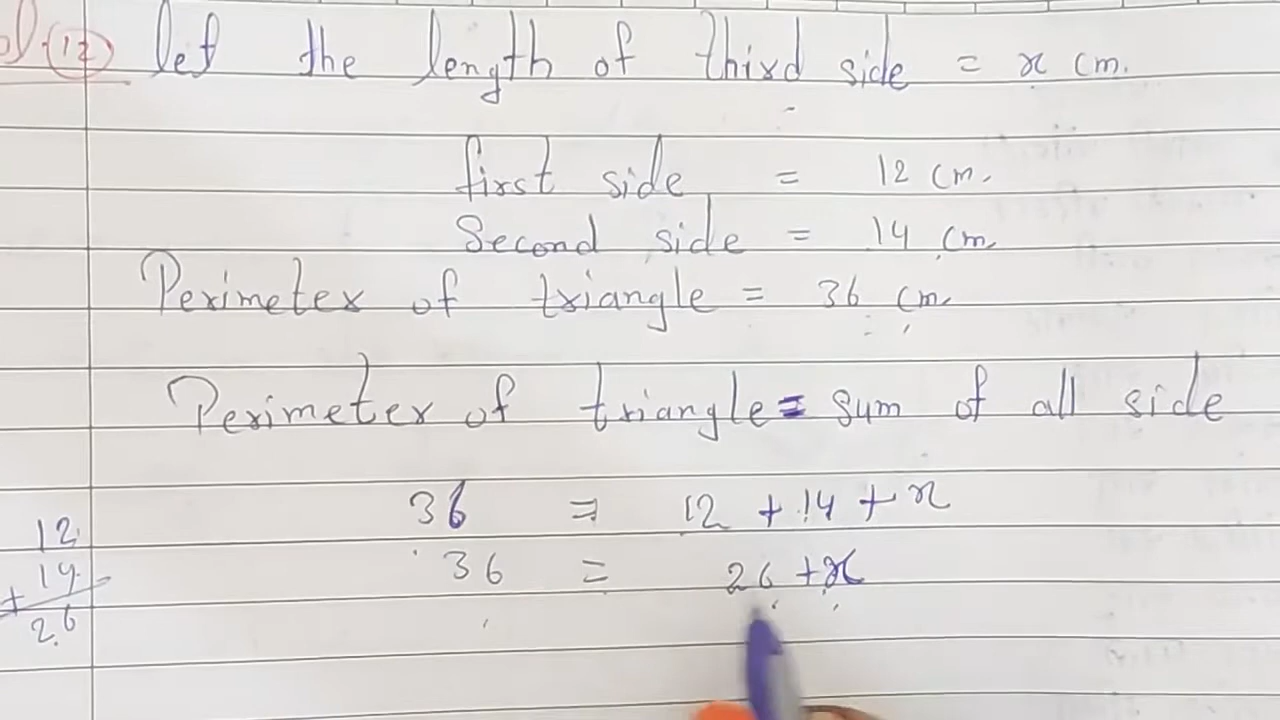 (12) let the length of third side = x cm.
first side = 12 cm.
Second side = 14 cm.
Perimeter of triangle = 36 cm.
Perimeter of triangle = sum of all side
36 = 12 + 14 + x
36 = 26 + x
12
+ 14
26